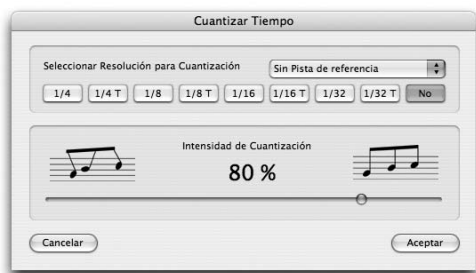 Cuantizar Tiempo
Seleccionar Resolución para Cuantización Sin Pista de referencia
1/4 1/4 T 1/8 1/8 T 1/16 1/16 T 1/32 1/32 T No
Intensidad de Cuantización
80 %
Cancelar Aceptar